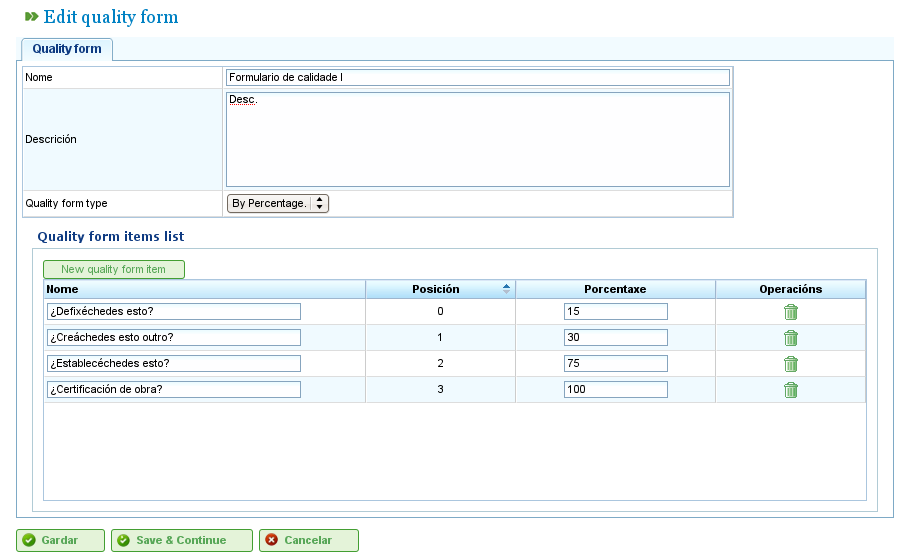 Edit quality form
Quality form
Nome Formulario de calidade I
Descrición Desc.
Quality form type By Percentage.
Quality form items list
New quality form item
Nome Posición Porcentaxe Operacións
¿Defixéchedes esto? 0 15
¿Creáchedes esto outro? 1 30
¿Establecéchedes esto? 2 75
¿Certificación de obra? 3 100
Gardar Save & Continue Cancelar